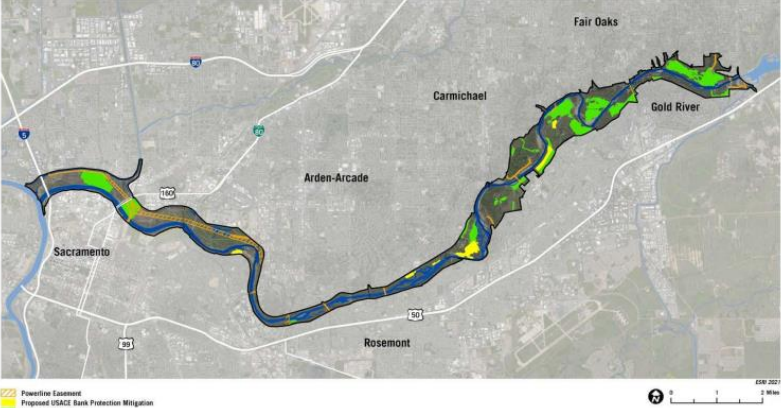 Fair Oaks
80
Carmichael
Gold River
5
80
Arden-Arcade
160
Sacramento
50
99
Rosemont
ESRI 2021
Powerline Easement
0 1 2 Miles
Proposed USACE Bank Protection Mitigation